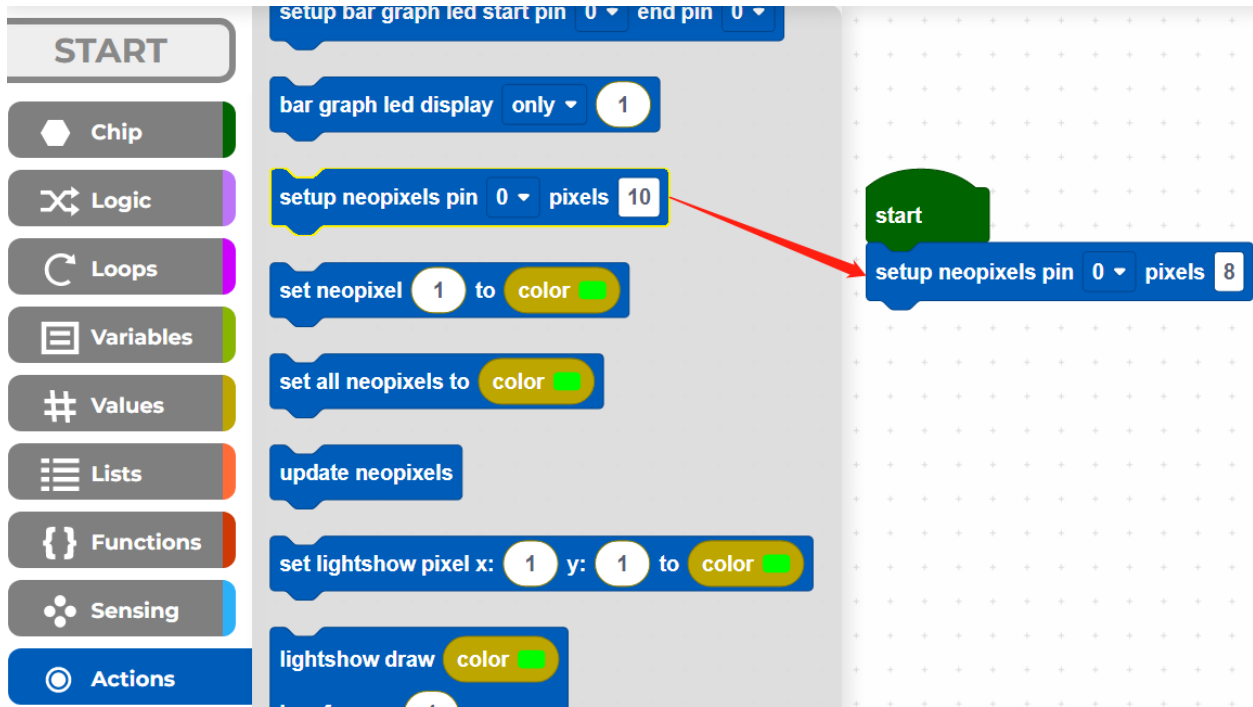 START
Chip
Logic
Loops
Variables
Values
Lists
Functions
Sensing
Actions
setup bar graph led start pin 0 end pin 0
bar graph led display only 1
setup neopixels pin 0 pixels 10
set neopixel 1 to color
set all neopixels to color
update neopixels
set lightshow pixel x: 1 y: 1 to color
lightshow draw color
start
setup neopixels pin 0 pixels 8